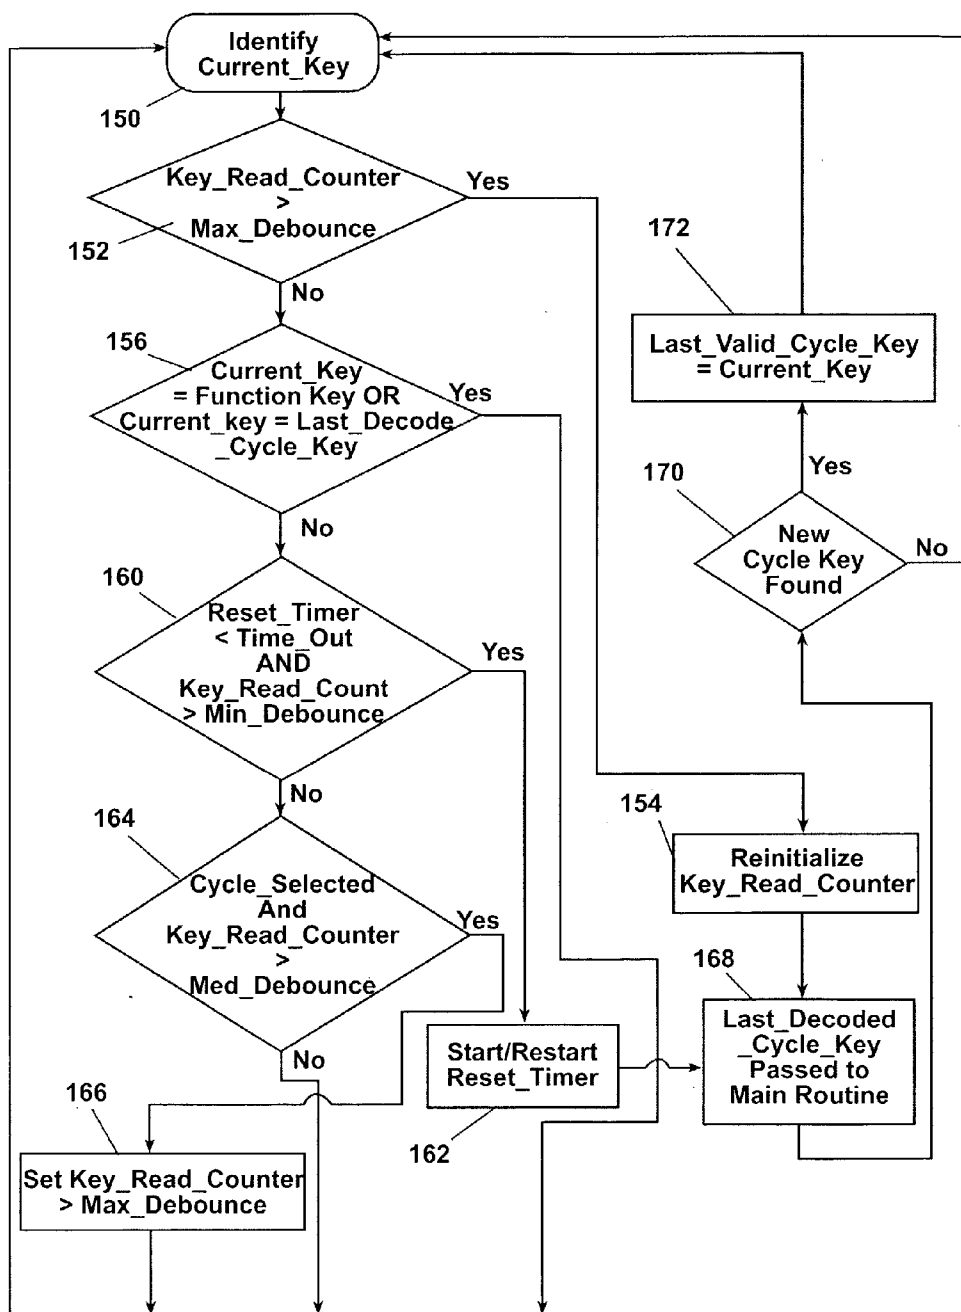 Identify
Current_Key
150
Key_Read_Counter
>
Max_Debounce
Yes
152
No
172
Last_Valid_Cycle_Key
= Current_Key
156
Current_Key
= Function Key OR
Current_key = Last_Decode
_Cycle_Key
Yes
No
Yes
170
New
Cycle Key
Found
No
160
Reset_Timer
< Time_Out
AND
Key_Read_Count
> Min_Debounce
Yes
No
154
Reinitialize
Key_Read_Counter
164
Cycle_Selected
And
Key_Read_Counter
>
Med_Debounce
Yes
No
168
Last_Decoded
_Cycle_Key
Passed to
Main Routine
Start/Restart
Reset_Timer
162
166
Set Key_Read_Counter
> Max_Debounce